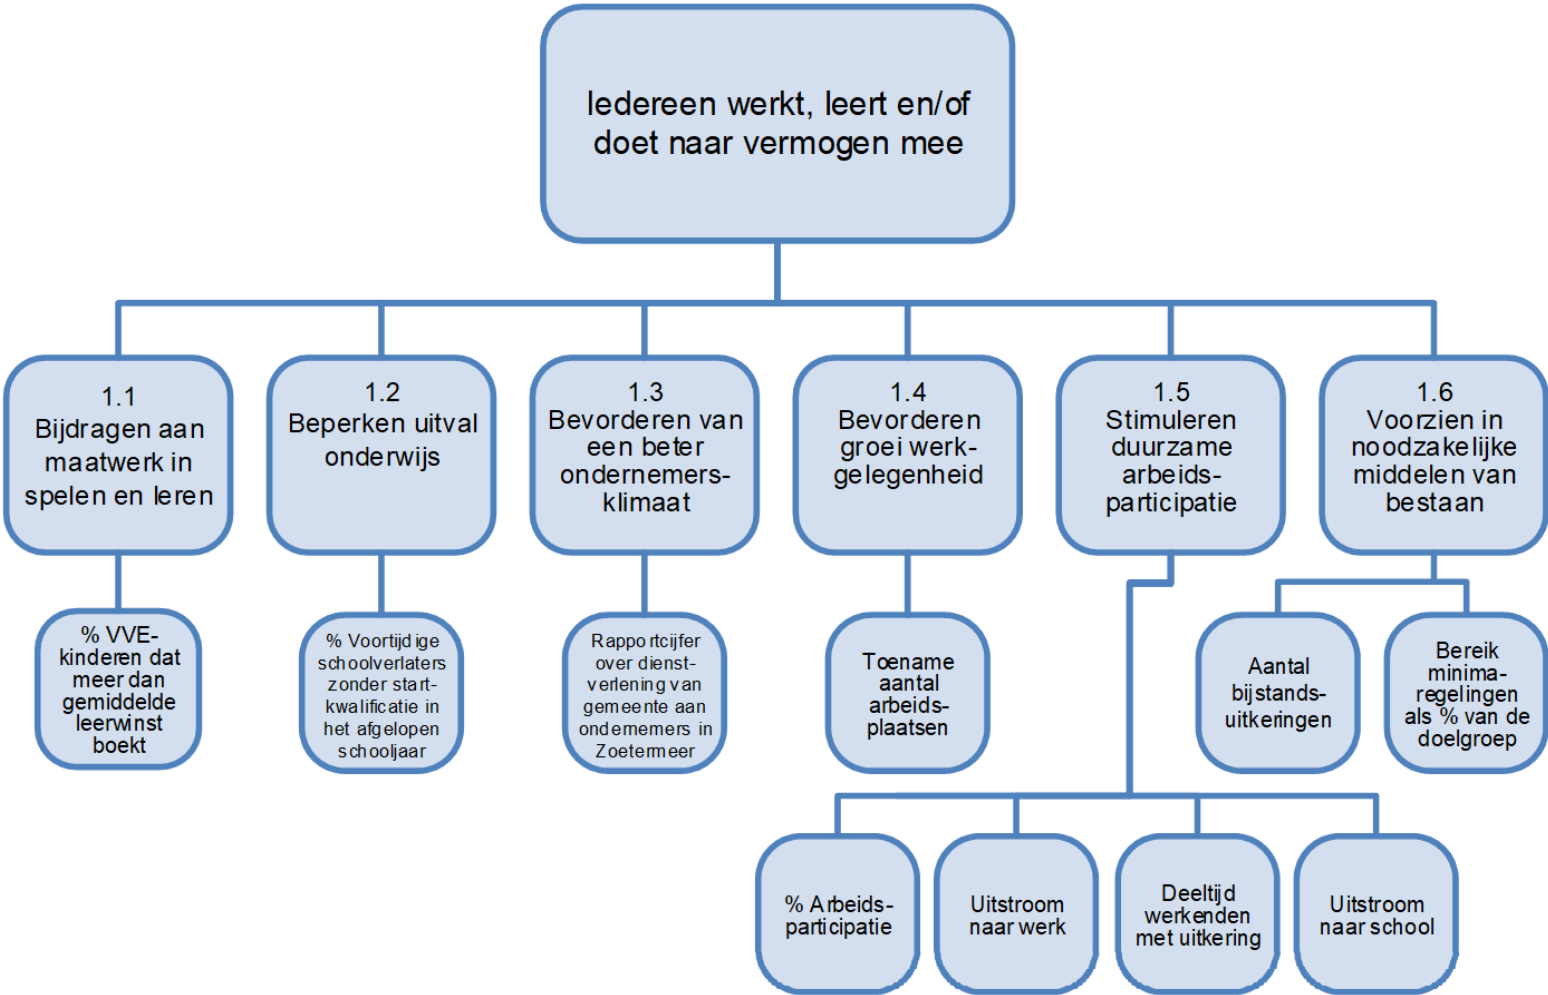 Iedereen werkt, leert en/of
doet naar vermogen mee
1.1
Bijdragen aan
maatwerk in
spelen en leren
1.2
Beperken uitval
onderwijs
1.3
Bevorderen van
een beter
ondernemers-
klimaat
1.4
Bevorderen
groei werk-
gelegenheid
1.5
Stimuleren
duurzame
arbeids-
participatie
1.6
Voorzien in
noodzakelijke
middelen van
bestaan
% VVE-
kinderen dat
meer dan
gemiddelde
leerwinst
boekt
% Voortijdige
schoolverlaters
zonder start-
kwalificatie in
het afgelopen
schooljaar
Rapportcijfer
over dienst-
verlening van
gemeente aan
ondernemers in
Zoetermeer
Toename
aantal
arbeids-
plaatsen
Aantal
bijstands-
uitkeringen
Bereik
minima-
regelingen
als % van de
doelgroep
% Arbeids-
participatie
Uitstroom
naar werk
Deeltijd
werkenden
met uitkering
Uitstroom
naar school